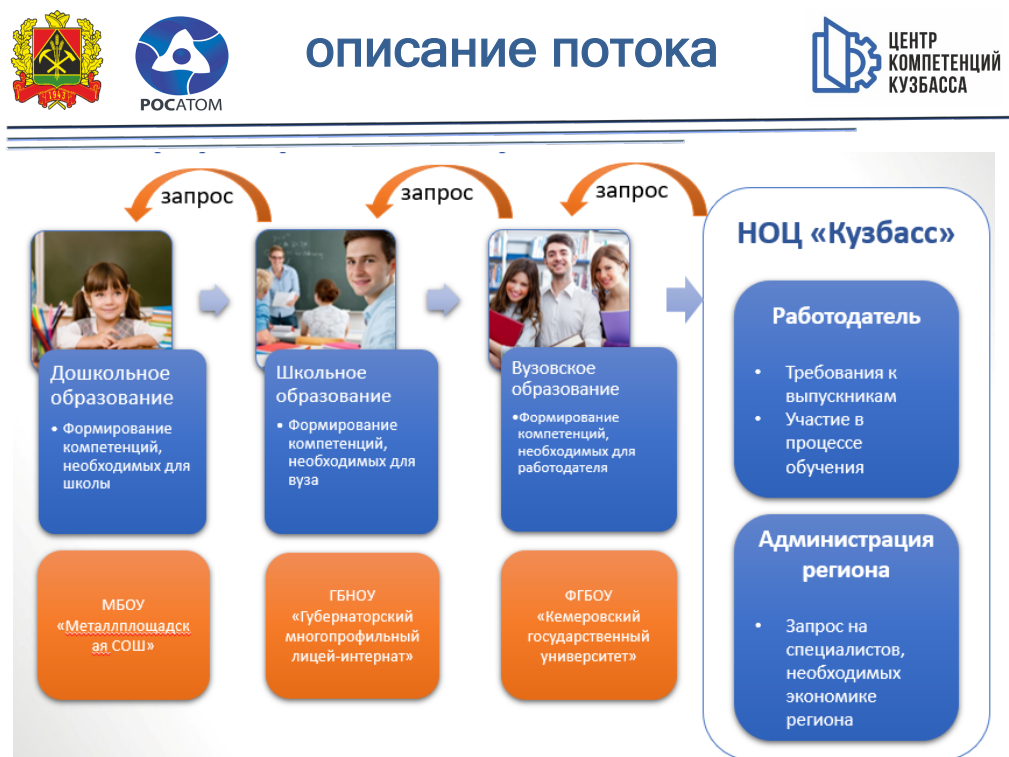 описание потока
1943
РОСАТОМ
ЦЕНТР
КОМПЕТЕНЦИЙ
КУЗБАССА
запрос
запрос
запрос
НОЦ «Кузбасс»
Дошкольное
образование
• Формирование
компетенций,
необходимых для
школы
Школьное
образование
• Формирование
компетенций,
необходимых для
вуза
Вузовское
образование
•Формирование
компетенций,
необходимых для
работодателя
Работодатель
• Требования к
выпускникам
• Участие в
процессе
обучения
МБОУ
«Металлплощадск
ая СОШ»
ГБНОУ
«Губернаторский
многопрофильный
лицей-интернат»
ФГБОУ
«Кемеровский
государственный
университет»
Администрация
региона
• Запрос на
специалистов,
необходимых
экономике
региона